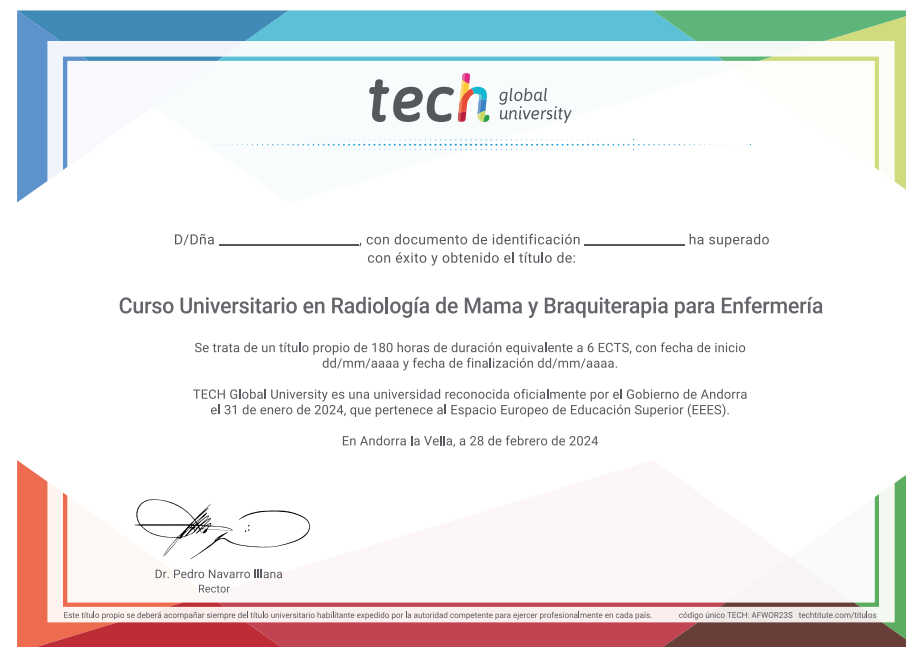 tech global university
D/Dña ____________________, con documento de identificación ______________ ha superado
con éxito y obtenido el título de:
Curso Universitario en Radiología de Mama y Braquiterapia para Enfermería
Se trata de un título propio de 180 horas de duración equivalente a 6 ECTS, con fecha de inicio
dd/mm/aaaa y fecha de finalización dd/mm/aaaa.
TECH Global University es una universidad reconocida oficialmente por el Gobierno de Andorra
el 31 de enero de 2024, que pertenece al Espacio Europeo de Educación Superior (EEES).
En Andorra la Vella, a 28 de febrero de 2024
Dr. Pedro Navarro Illana
Rector
Este título propio se deberá acompañar siempre del título universitario habilitante expedido por la autoridad competente para ejercer profesionalmente en cada país. código único TECH: AFWOR23S techtitute.com/titulos